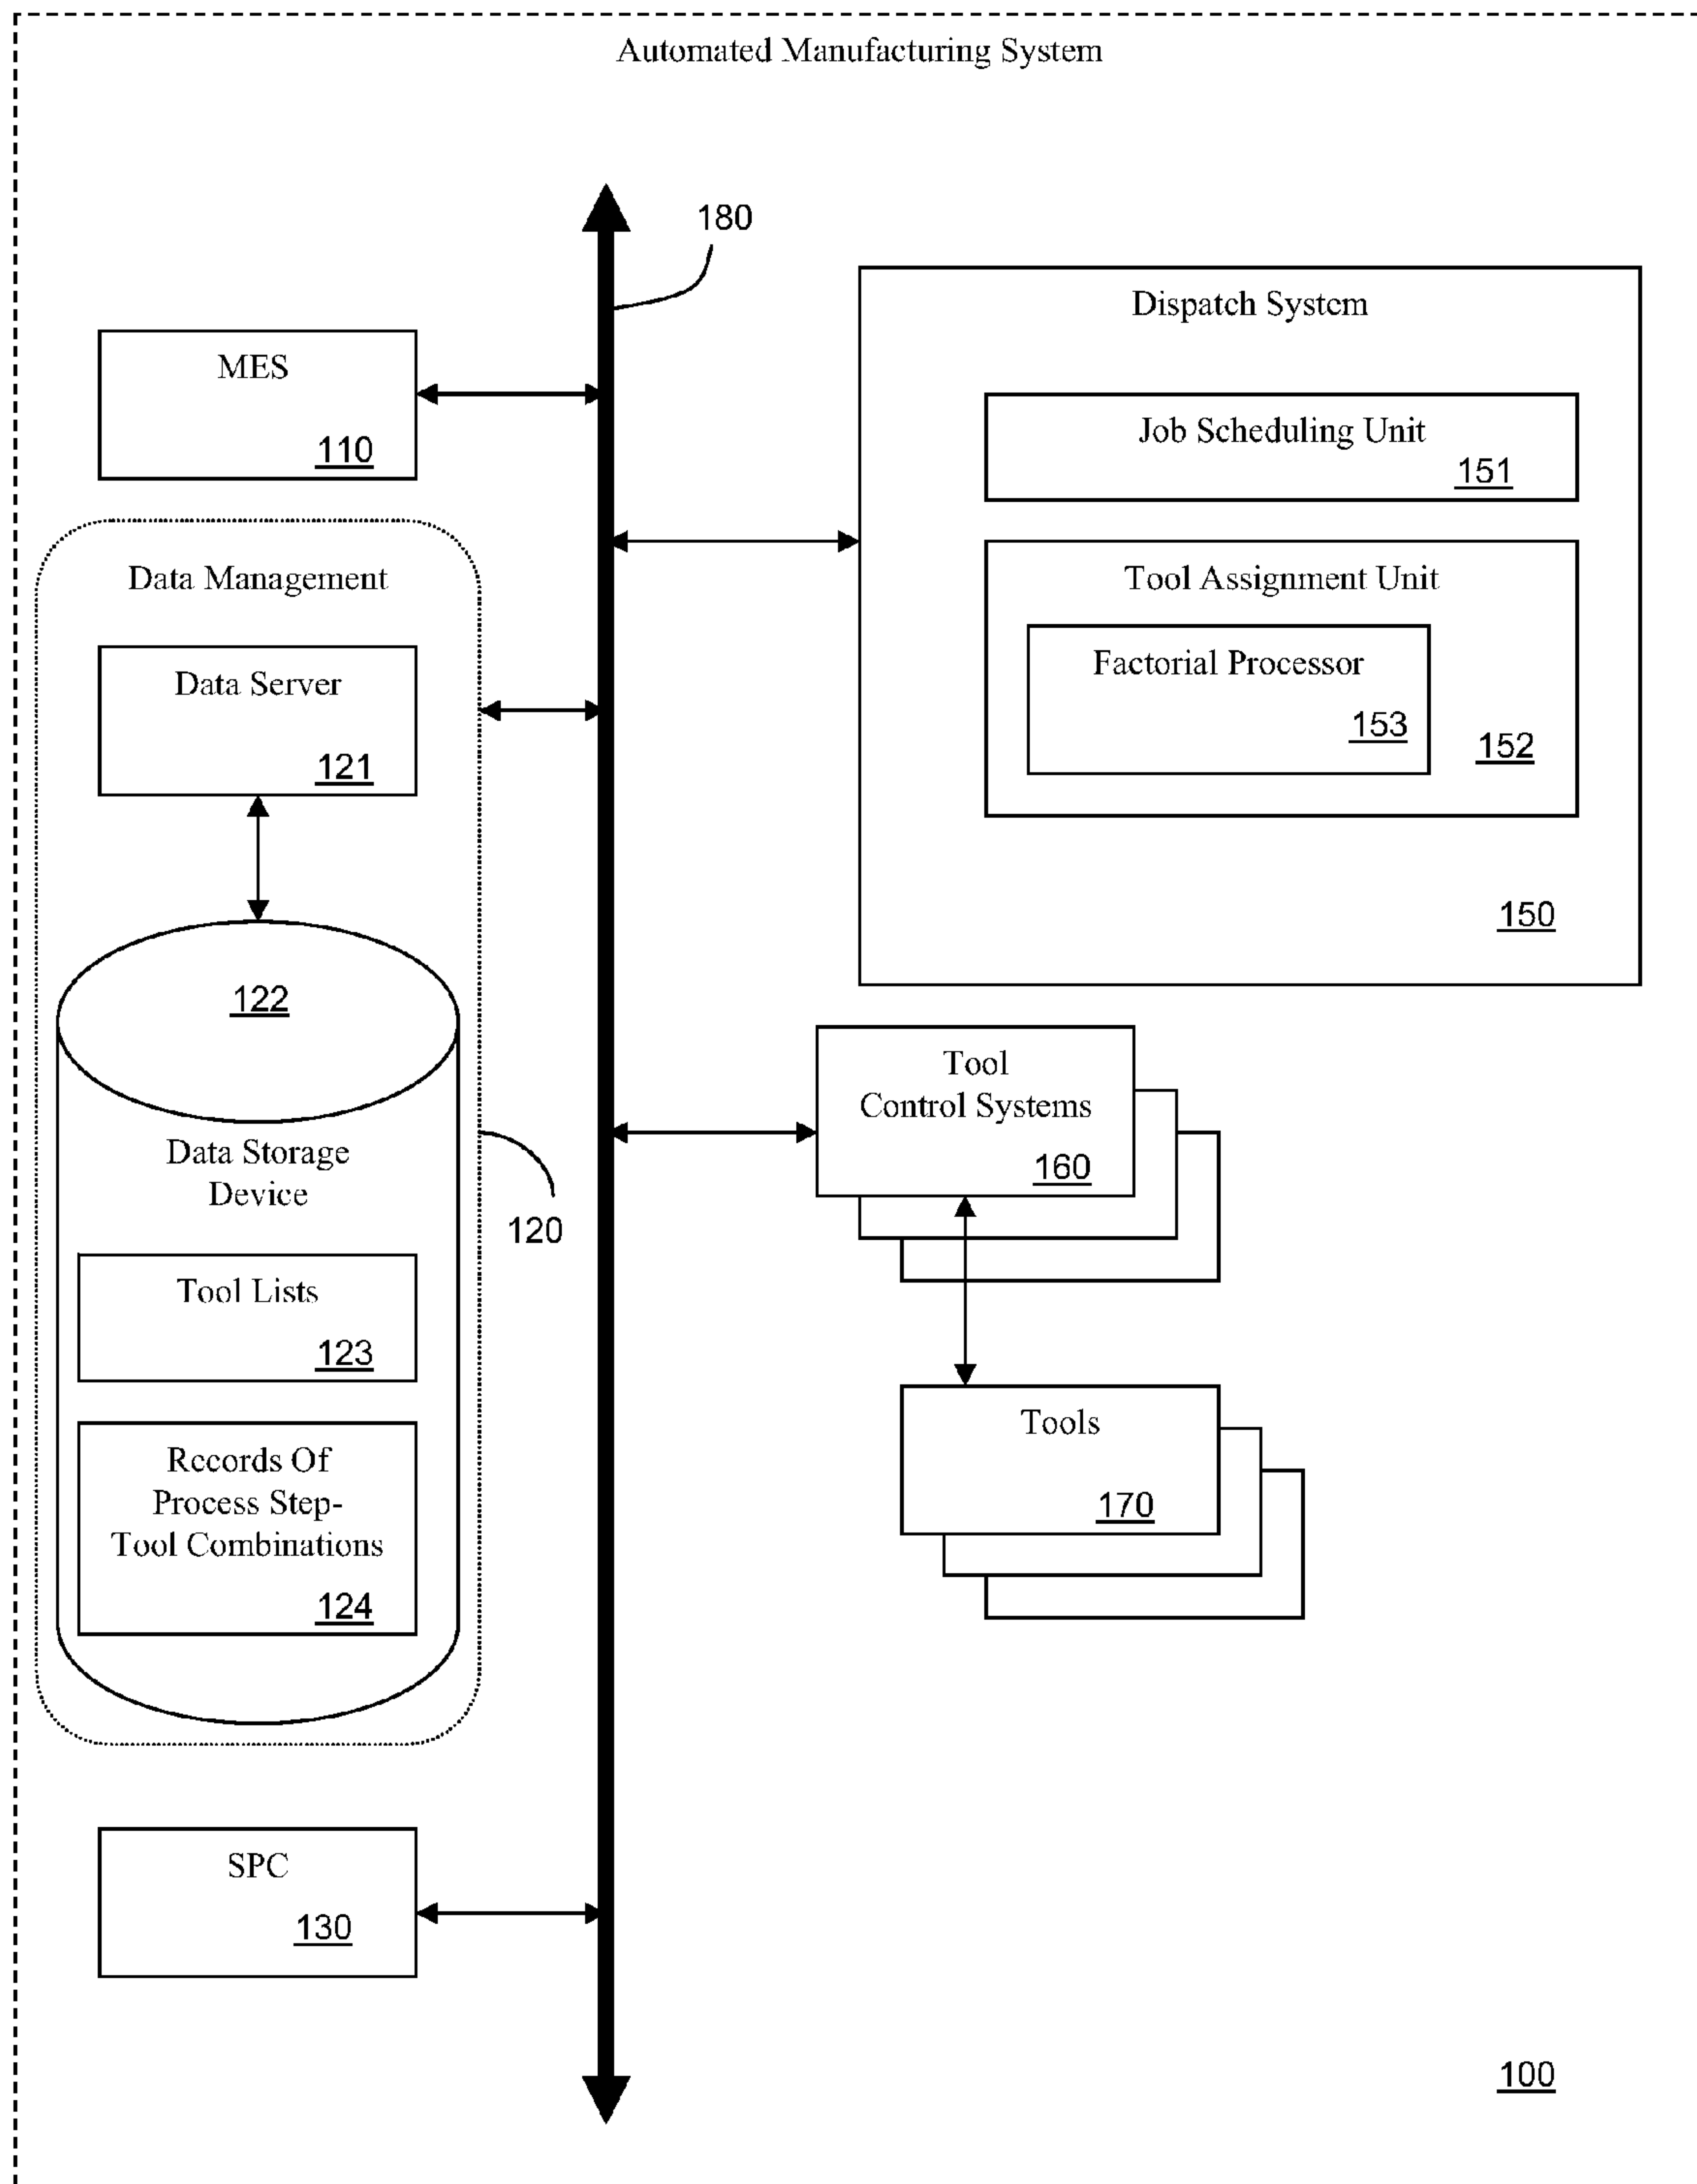 Automated Manufacturing System
180
Dispatch System
MES
110
Job Scheduling Unit
151
Data Management
Tool Assignment Unit
Data Server
121
Factorial Processor
153
152
150
122
Data Storage
Device
120
Tool
Control Systems
160
Tool Lists
123
Tools
170
Records Of
Process Step-
Tool Combinations
124
SPC
130
100